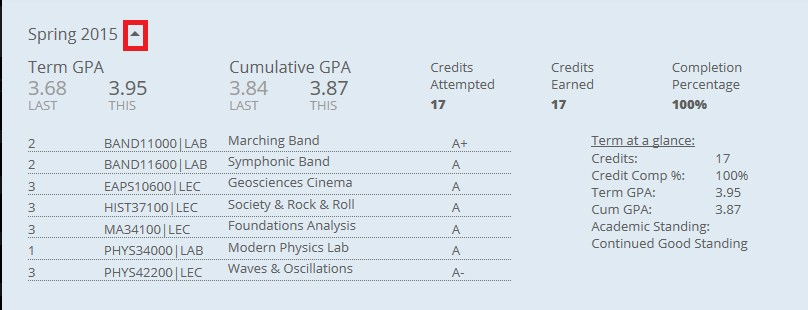 Spring 2015
Term GPA Cumulative GPA Credits Attempted Credits Earned Completion Percentage
3.68 3.95 3.84 3.87 17 17 100%
LAST THIS LAST THIS
2 BAND11000|LAB Marching Band A+
2 BAND11600|LAB Symphonic Band A
3 EAPS10600|LEC Geosciences Cinema A
3 HIST37100|LEC Society & Rock & Roll A
3 MA34100|LEC Foundations Analysis A
1 PHYS34000|LAB Modern Physics Lab A
3 PHYS42200|LEC Waves & Oscillations A-
Term at a glance:
Credits: 17
Credit Comp %: 100%
Term GPA: 3.95
Cum GPA: 3.87
Academic Standing:
Continued Good Standing